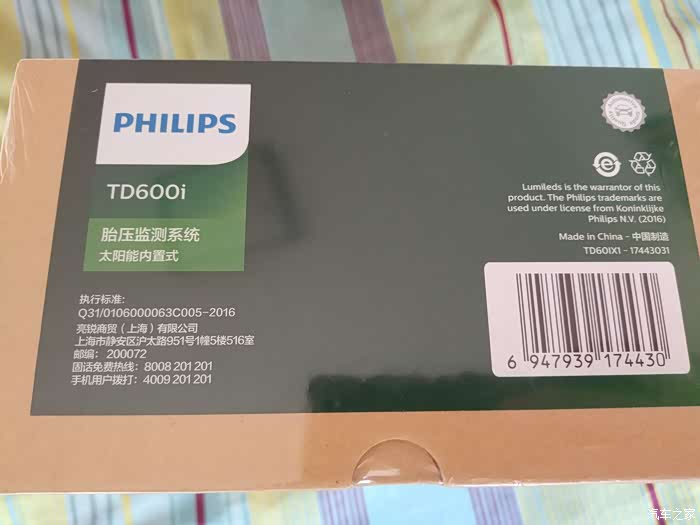 PHILIPS
TD600i
胎压监测系统
太阳能内置式
执行标准:
Q31/0106000063C005-2016
亮锐商贸（上海）有限公司
上海市静安区沪太路951号1幢5楼516室
邮编： 200072
固话免费热线：8008 201 201
手机用户拨打：4009 201 201
Lumileds is the warrantor of this
product. The Philips trademarks are
used under license from Koninklijke
Philips N.V. (2016)
Made in China - 中国制造
TD60IX1 - 17443031
6 947939 174430
汽车之家